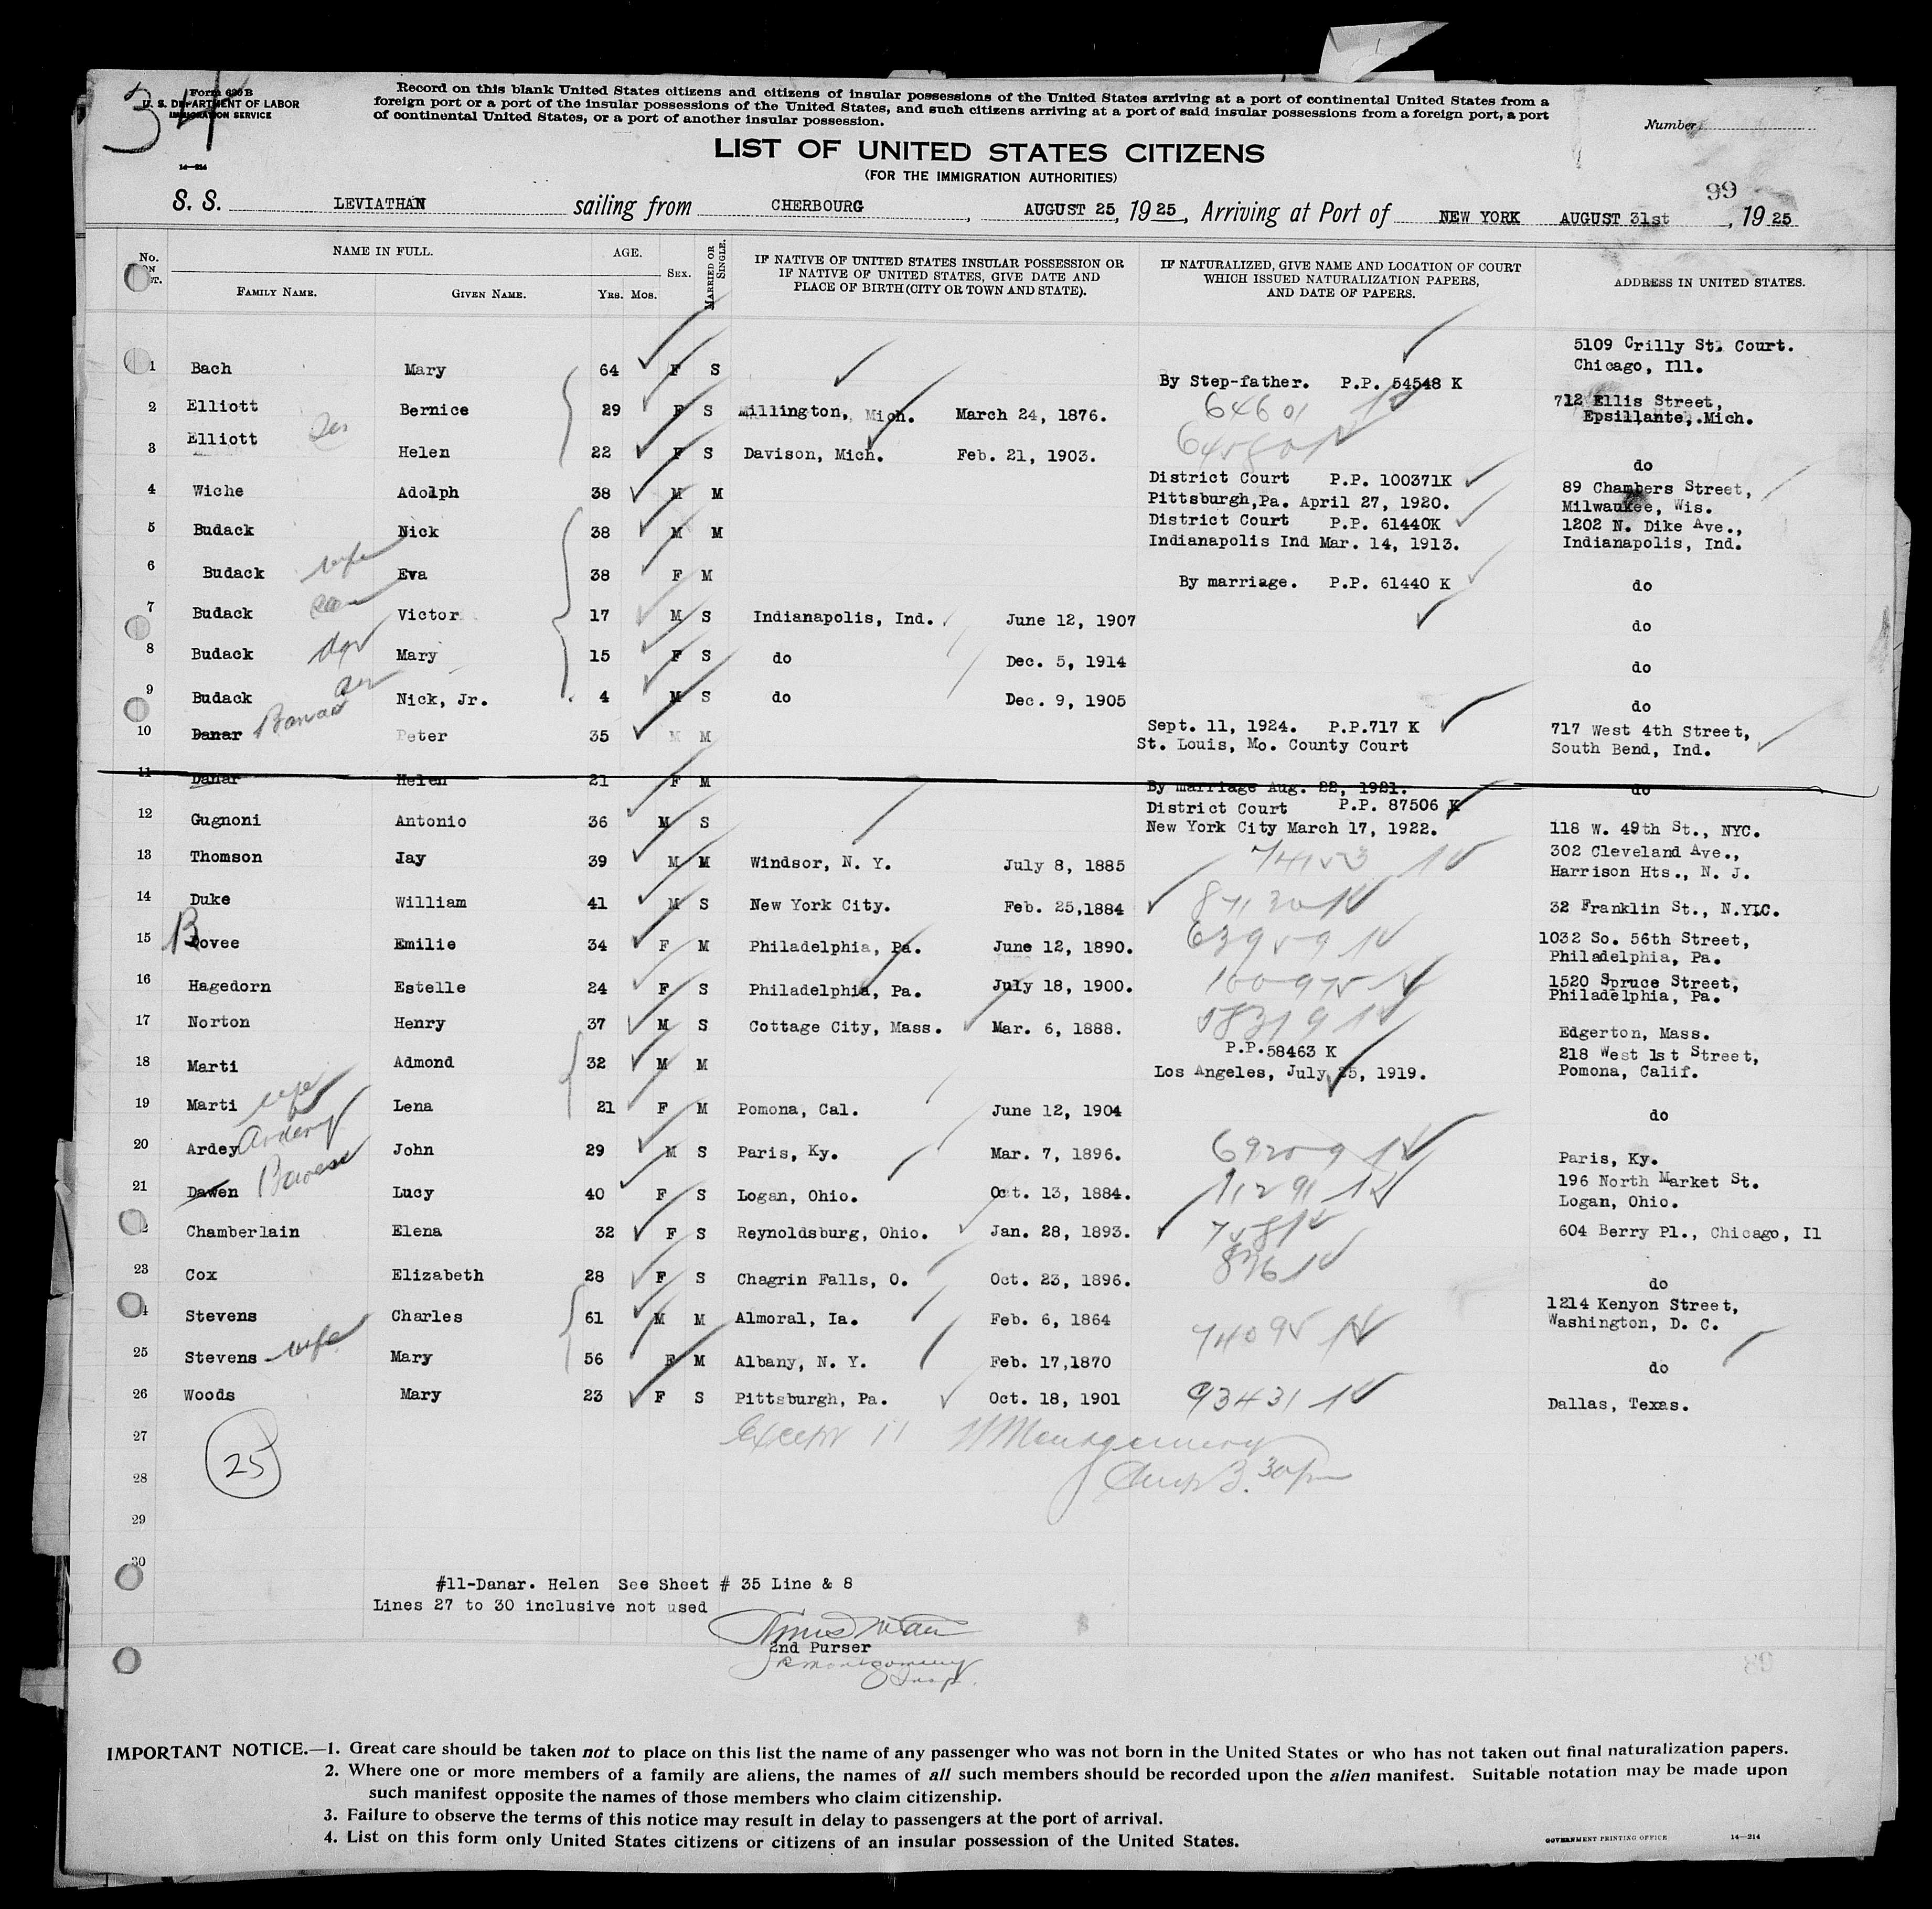 34
Form 630 B
U. S. DEPARTMENT OF LABOR
IMMIGRATION SERVICE
14—214
Record on this blank United States citizens and citizens of insular possessions of the United States arriving at a port of continental United States from a
foreign port or a port of the insular possessions of the United States, and such citizens arriving at a port of said insular possessions from a foreign port, a port
of continental United States, or a port of another insular possession.
Number
LIST OF UNITED STATES CITIZENS
(FOR THE IMMIGRATION AUTHORITIES)
99
S. S. LEVIATHAN sailing from CHERBOURG, AUGUST 25, 1925, Arriving at Port of NEW YORK AUGUST 31st, 1925
No. ON LIST. NAME IN FULL. AGE. SEX. MARRIED OR SINGLE. IF NATIVE OF UNITED STATES INSULAR POSSESSION OR IF NATIVE OF UNITED STATES, GIVE DATE AND PLACE OF BIRTH (CITY OR TOWN AND STATE). IF NATURALIZED, GIVE NAME AND LOCATION OF COURT WHICH ISSUED NATURALIZATION PAPERS, AND DATE OF PAPERS. ADDRESS IN UNITED STATES.
FAMILY NAME. GIVEN NAME. YRS. MOS.
1 Bach Mary 64 F S By Step-father. P.P. 54548 K 5109 Crilly St. Court. Chicago, Ill.
2 Elliott Bernice 29 F S Millington, Mich. March 24, 1876. 64601 K 712 Ellis Street, Epsillante, Mich.
3 Elliott Helen 22 F S Davison, Mich. Feb. 21, 1903. 64580 K do
4 Wiche Adolph 38 M M District Court P.P. 100371K Pittsburgh,Pa. April 27, 1920. 89 Chambers Street, Milwaukee, Wis.
5 Budack Nick 38 M M District Court P.P. 61440K Indianapolis Ind Mar. 14, 1913. 1202 N. Dike Ave., Indianapolis, Ind.
6 Budack wife Eva 38 F M By marriage. P.P. 61440 K do
7 Budack son Victor 17 M S Indianapolis, Ind. June 12, 1907 do
8 Budack dgr Mary 15 F S do Dec. 5, 1914 do
9 Budack Nick, Jr. 4 M S do Dec. 9, 1905 do
10 Danar Peter 35 M M Sept. 11, 1924. P.P.717 K St. Louis, Mo. County Court 717 West 4th Street, South Bend, Ind.
11 Danar Helen 21 F M By marriage Aug. 22, 1921. do
12 Gugnoni Antonio 36 M S District Court P.P. 87506 K New York City March 17, 1922. 118 W. 49th St., NYC.
13 Thomson Jay 39 M M Windsor, N. Y. July 8, 1885 74153 K 302 Cleveland Ave., Harrison Hts., N. J.
14 Duke William 41 M S New York City. Feb. 25,1884 87130 K 32 Franklin St., N.Y.C.
15 Bovee Emilie 34 F M Philadelphia, Pa. June 12, 1890. 63959 K 1032 So. 56th Street, Philadelphia, Pa.
16 Hagedorn Estelle 24 F S Philadelphia, Pa. July 18, 1900. 100975 K 1520 Spruce Street, Philadelphia, Pa.
17 Norton Henry 37 M S Cottage City, Mass. Mar. 6, 1888. 58319 K Edgerton, Mass.
18 Marti Admond 32 M M P.P.58463 K Los Angeles, July 25, 1919. 218 West 1st Street, Pomona, Calif.
19 Marti wife Lena 21 F M Pomona, Cal. June 12, 1904 do
20 Ardey Ardery John 29 M S Paris, Ky. Mar. 7, 1896. 69209 K Paris, Ky.
21 Dawen Bowen Lucy 40 F S Logan, Ohio. Oct. 13, 1884. 71291 K 196 North Market St. Logan, Ohio.
22 Chamberlain Elena 32 F S Reynoldsburg, Ohio. Jan. 28, 1893. 7581 K 604 Berry Pl., Chicago, Il
23 Cox Elizabeth 28 F S Chagrin Falls, O. Oct. 23, 1896. 836 K do
24 Stevens Charles 61 M M Almoral, Ia. Feb. 6, 1864 74095 K 1214 Kenyon Street, Washington, D. C.
25 Stevens wife Mary 56 F M Albany, N. Y. Feb. 17,1870 do
26 Woods Mary 23 F S Pittsburgh, Pa. Oct. 18, 1901 93431 K Dallas, Texas.
27 Except 11 Montgomery
28 25 3.30 pm
29
30
#11-Danar. Helen See Sheet # 35 Line & 8
Lines 27 to 30 inclusive not used
2nd Purser
Montgomery
Insp.
IMPORTANT NOTICE.—1. Great care should be taken not to place on this list the name of any passenger who was not born in the United States or who has not taken out final naturalization papers.
2. Where one or more members of a family are aliens, the names of all such members should be recorded upon the alien manifest. Suitable notation may be made upon
such manifest opposite the names of those members who claim citizenship.
3. Failure to observe the terms of this notice may result in delay to passengers at the port of arrival.
4. List on this form only United States citizens or citizens of an insular possession of the United States.
GOVERNMENT PRINTING OFFICE 14—214